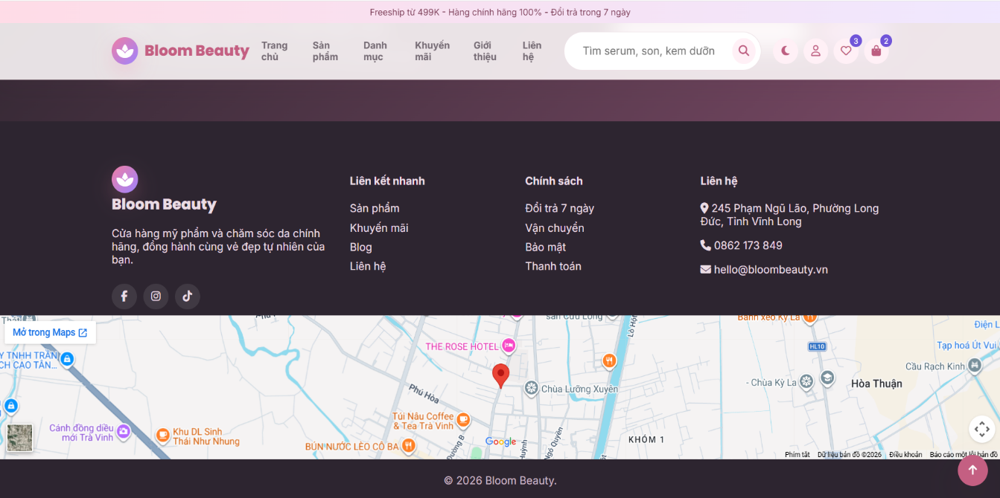 Freeship từ 499K - Hàng chính hãng 100% - Đổi trả trong 7 ngày
Bloom Beauty
Trang chủ
Sản phẩm
Danh mục
Khuyến mãi
Giới thiệu
Liên hệ
Tìm serum, son, kem dưỡn
3
2
Bloom Beauty
Cửa hàng mỹ phẩm và chăm sóc da chính
hãng, đồng hành cùng vẻ đẹp tự nhiên của
bạn.
Liên kết nhanh
Sản phẩm
Khuyến mãi
Blog
Liên hệ
Chính sách
Đổi trả 7 ngày
Vận chuyển
Bảo mật
Thanh toán
Liên hệ
245 Phạm Ngũ Lão, Phường Long
Đức, Tỉnh Vĩnh Long
0862 173 849
hello@bloombeauty.vn
Mở trong Maps
Y TNHH TRẦN
CH CAO TẦN...
Cánh đồng diều
mới Trà Vinh
Khu DL Sinh
Thái Như Nhung
Phú Hòa
THE ROSE HOTEL
Chùa Lưỡng Xuyên
Túi Nâu Coffee
& Tea Trà Vinh
BÚN NƯỚC LÈO CÔ BA
Đường B
Ngô Quyền
Google
KHÓM 1
Bánh xèo Kỳ La
HL10
Điện L
Tạp hoá Út Vui
Cầu Rạch Kinh
- Chùa Kỳ La
Hòa Thuận
Phím tắt
Dữ liệu bản đồ ©2026
Điều khoản
Báo cáo một lỗi bản đồ
© 2026 Bloom Beauty.